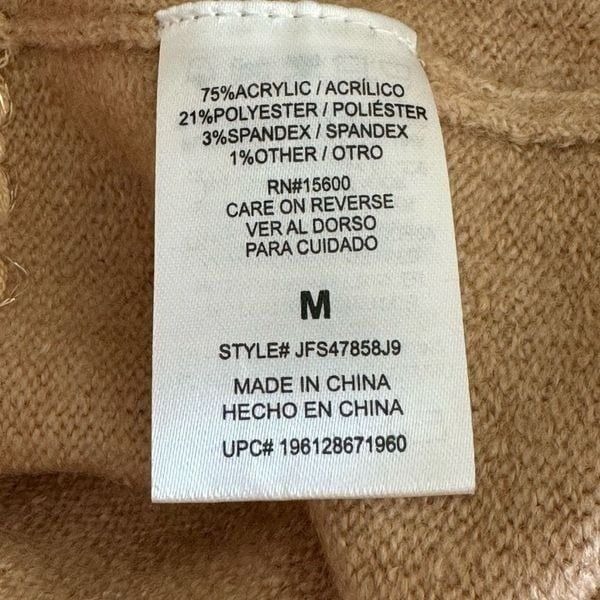 75%ACRYLIC / ACRÍLICO
21%POLYESTER / POLIÉSTER
3%SPANDEX / SPANDEX
1%OTHER / OTRO
RN#15600
CARE ON REVERSE
VER AL DORSO
PARA CUIDADO
M
STYLE# JFS47858J9
MADE IN CHINA
HECHO EN CHINA
UPC# 196128671960